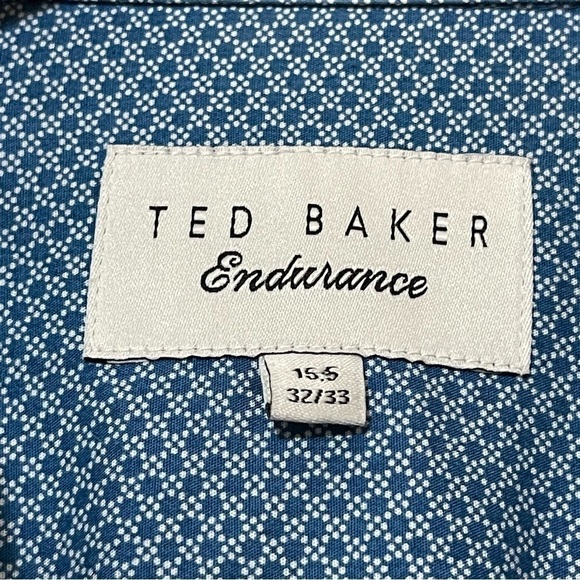 TED BAKER
Endurance
15.5
32/33